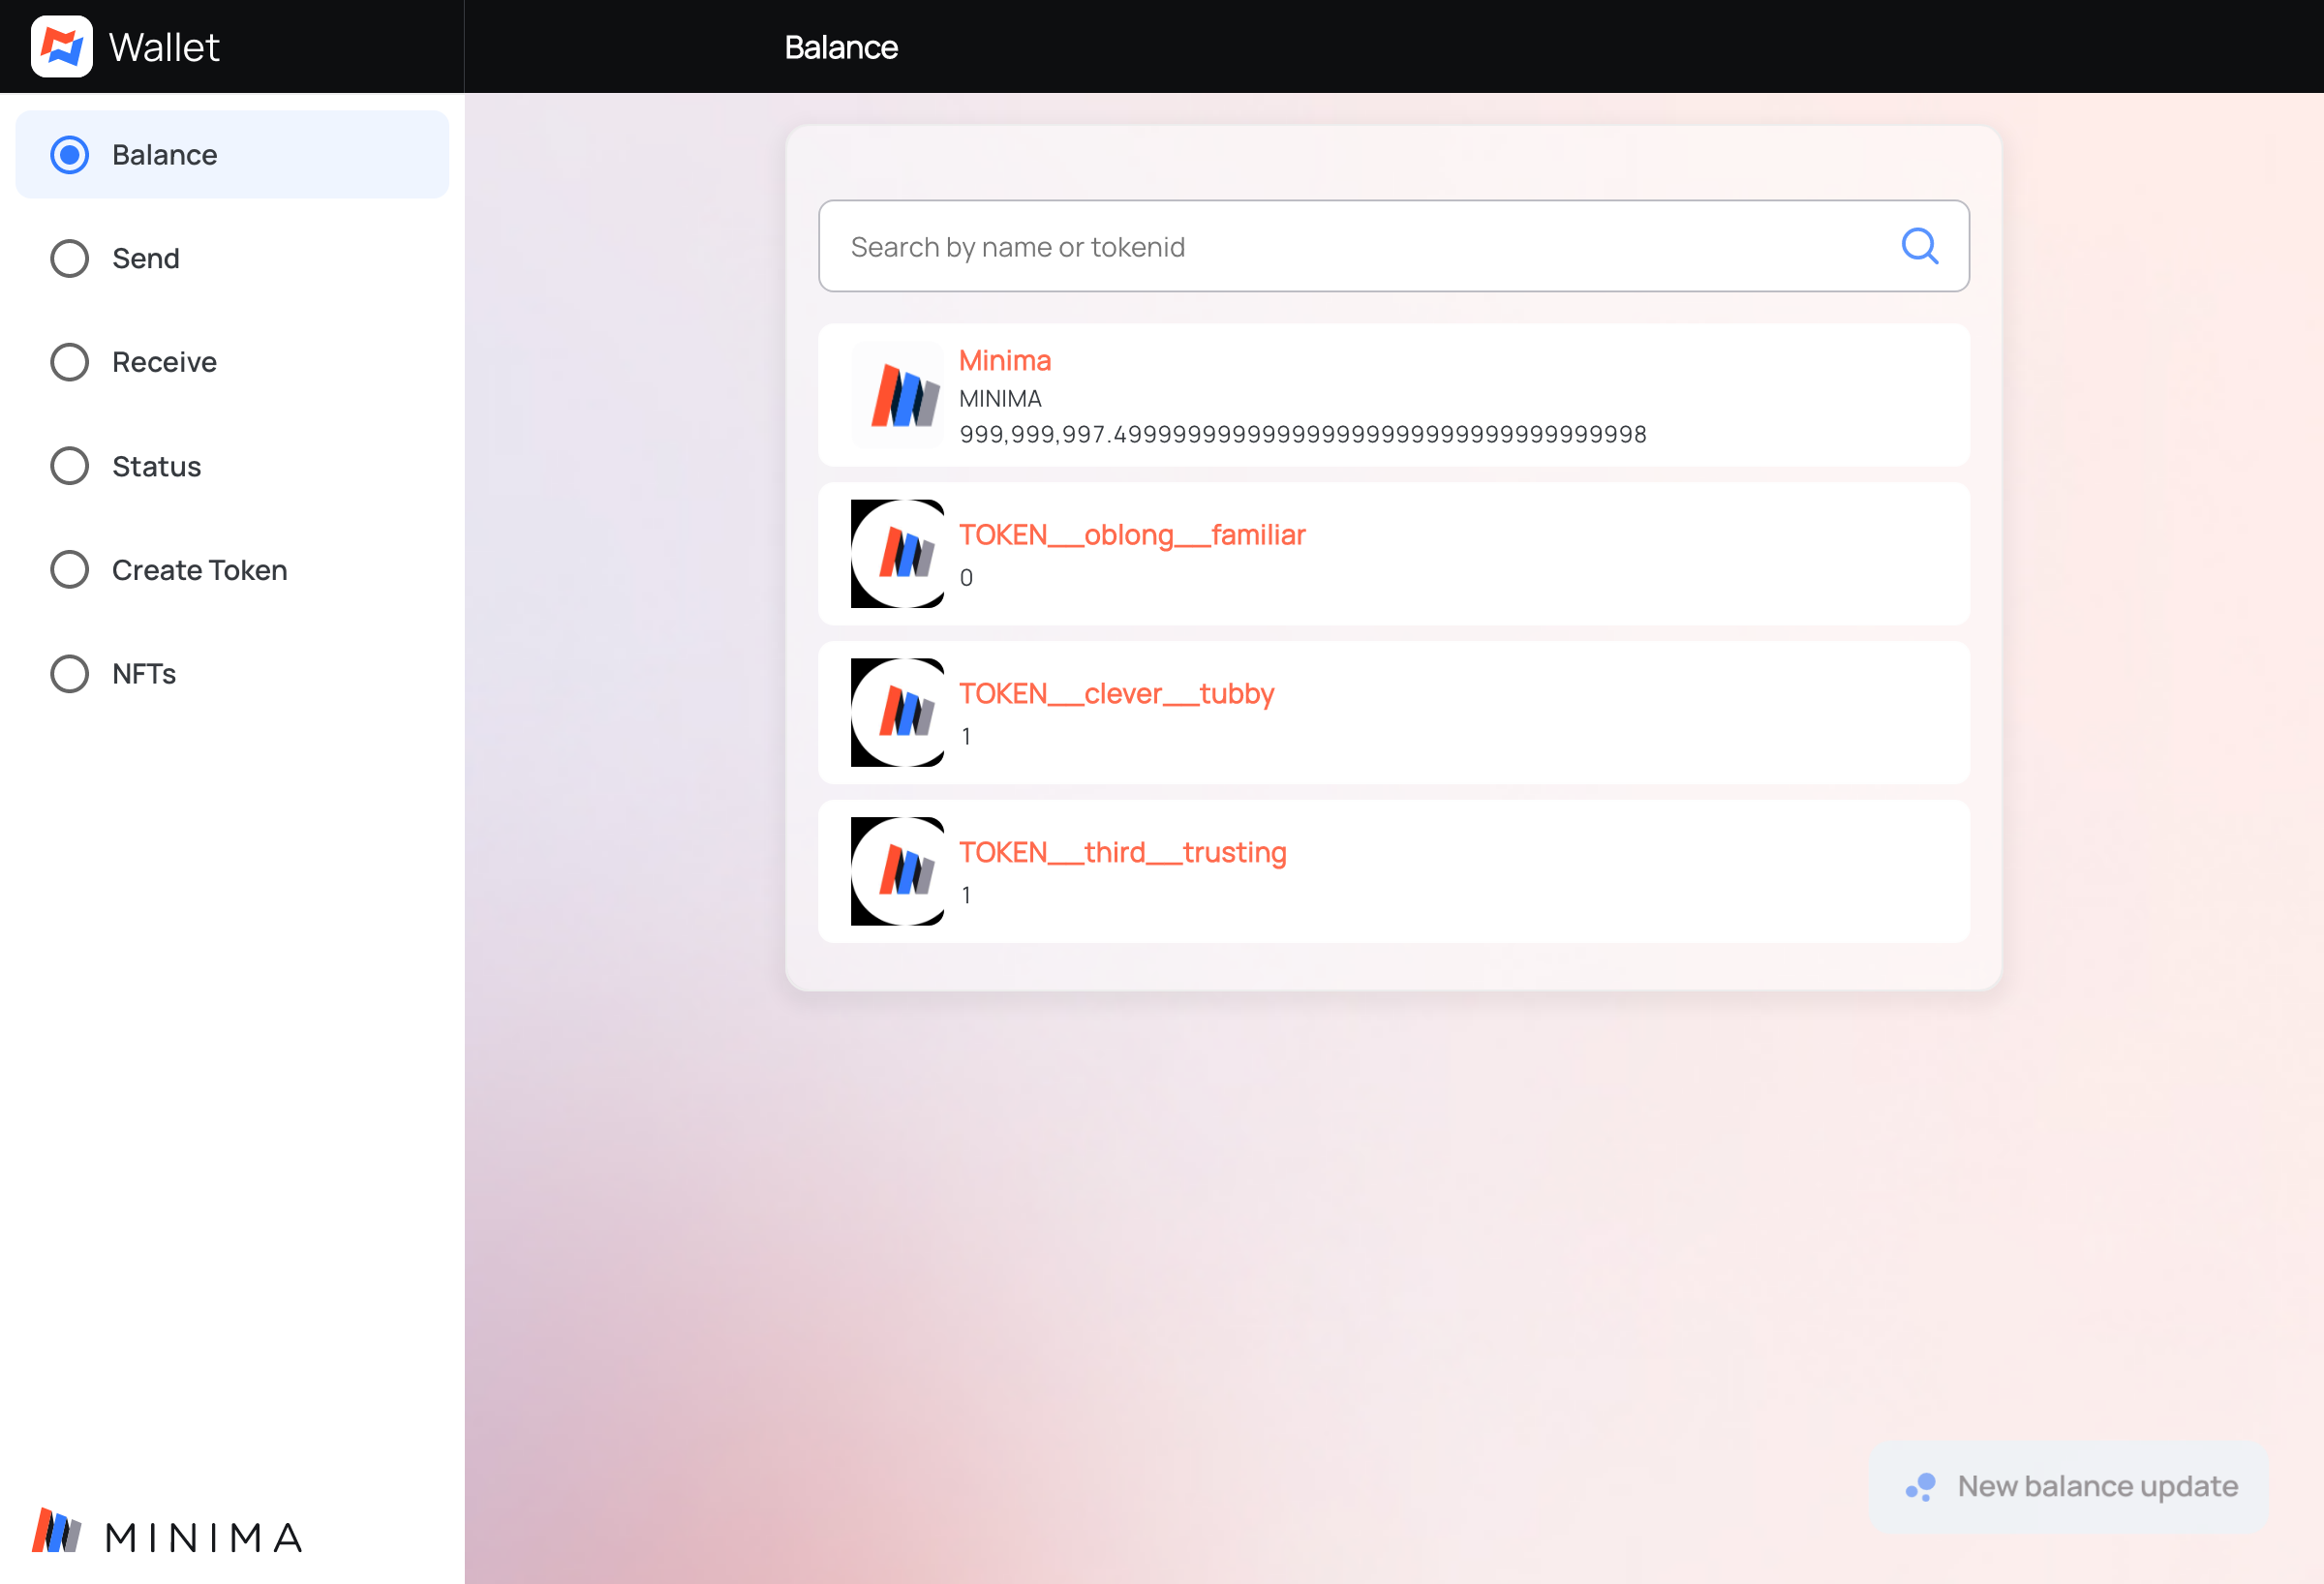 Wallet
Balance
Balance
Send
Receive
Status
Create Token
NFTs
MINIMA
Search by name or tokenid
Minima
MINIMA
999,999,997.4999999999999999999999999999999999998
TOKEN__oblong__familiar
0
TOKEN__clever__tubby
1
TOKEN__third__trusting
1
New balance update